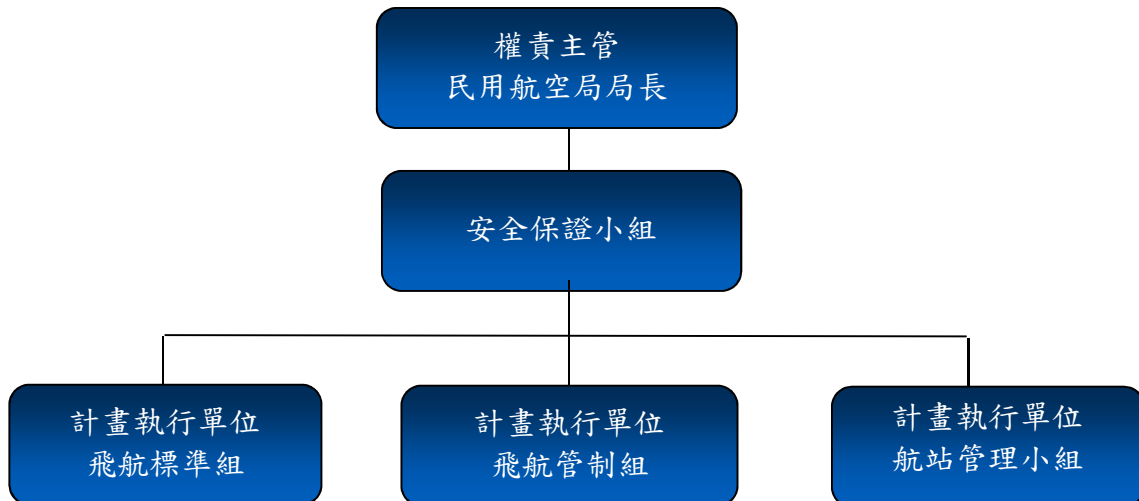 權責主管
民用航空局局長
安全保證小組
計畫執行單位
飛航標準組
計畫執行單位
飛航管制組
計畫執行單位
航站管理小組